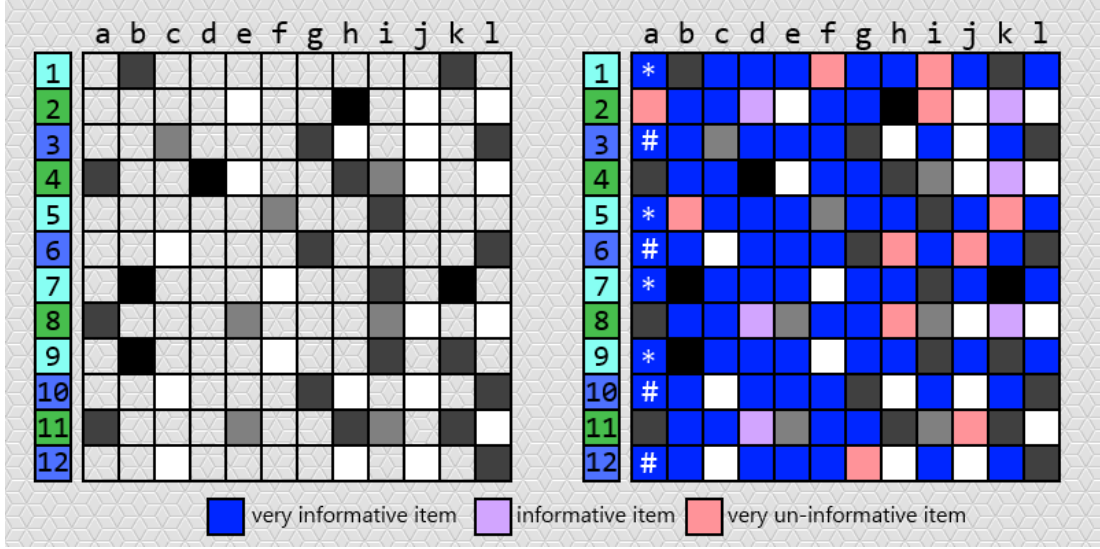 a b c d e f g h i j k l a b c d e f g h i j k l
1 1 *
2 2
3 3 #
4 4
5 5 *
6 6 #
7 7 *
8 8
9 9 *
10 10 #
11 11
12 12 #
very informative item informative item very un-informative item